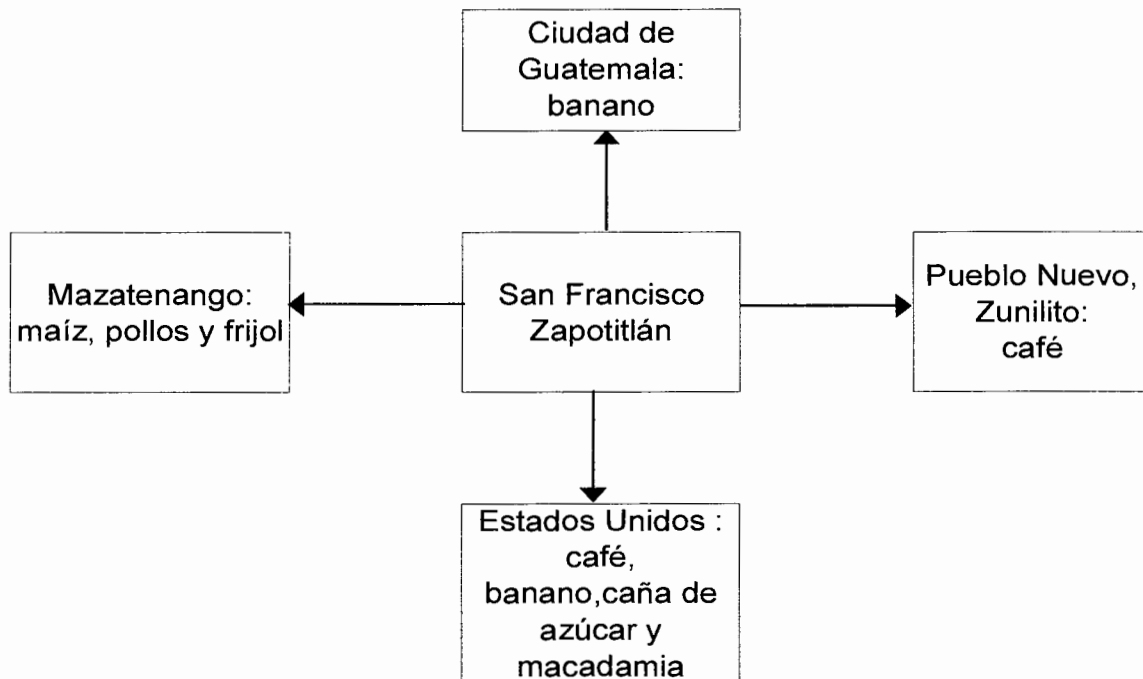 Ciudad de
Guatemala:
banano
Mazatenango:
maíz, pollos y frijol
San Francisco
Zapotitlán
Pueblo Nuevo,
Zunilito:
café
Estados Unidos :
café,
banano,caña de
azúcar y
macadamia